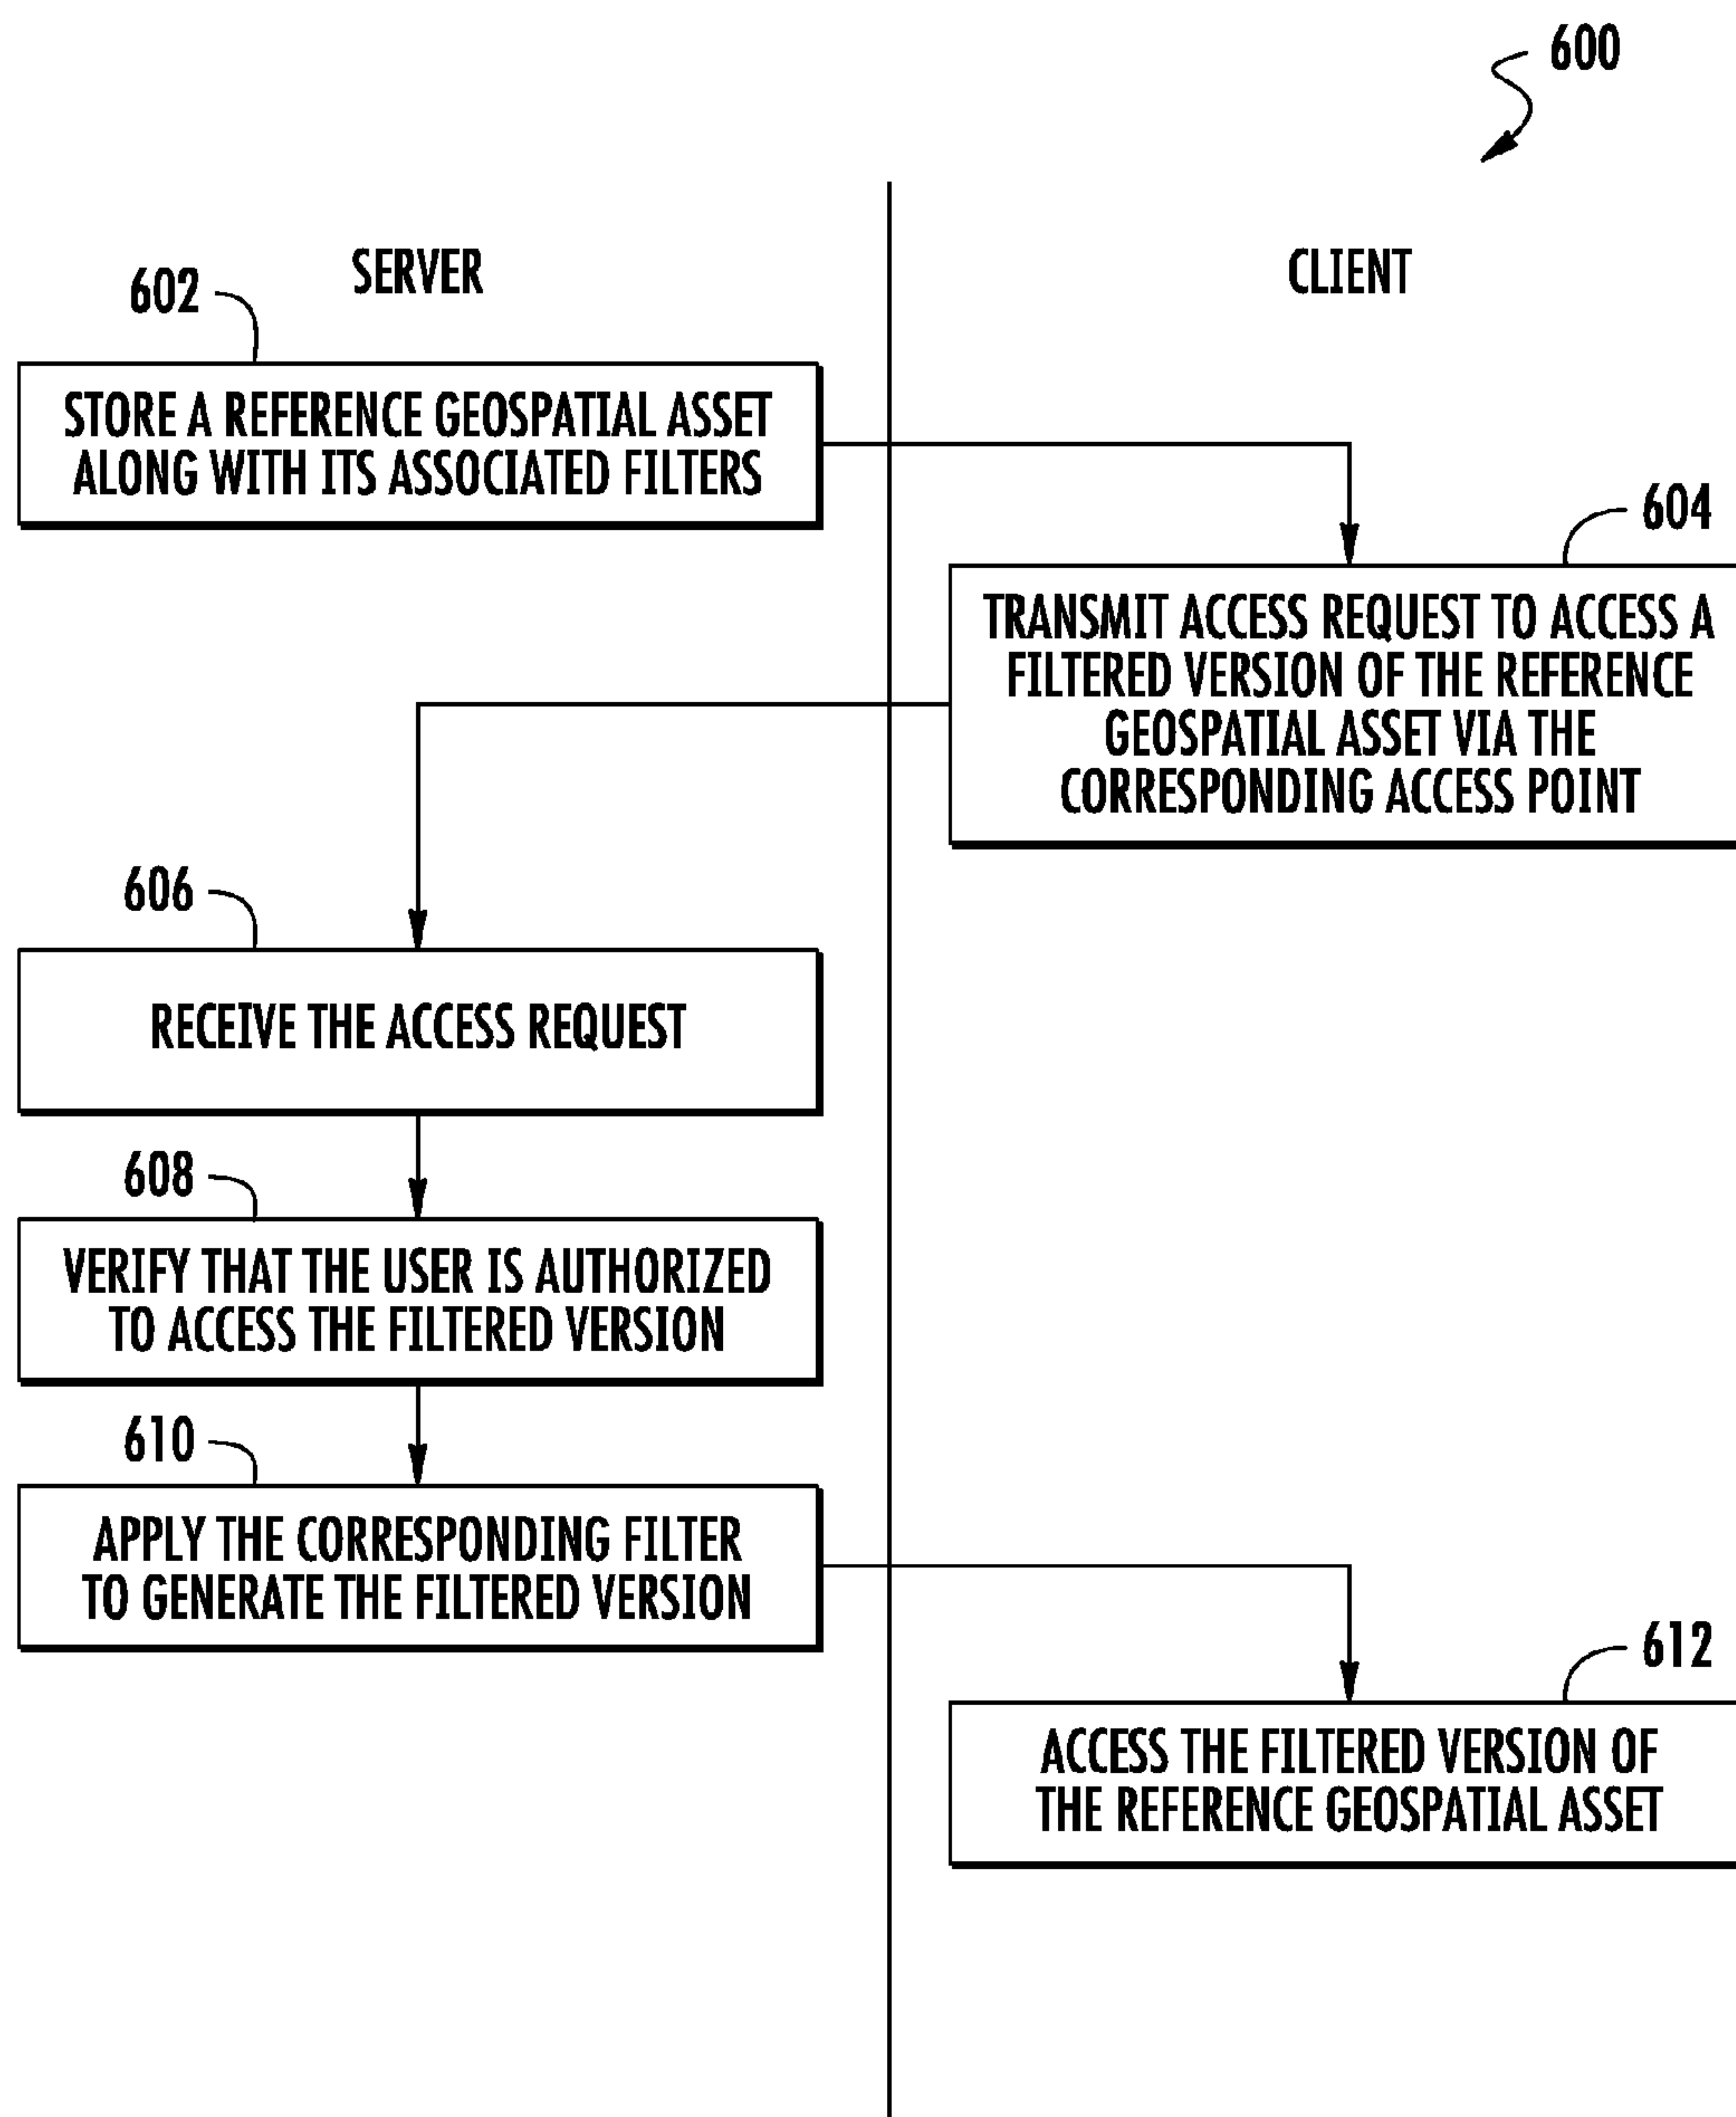 600
SERVER
CLIENT
602
STORE A REFERENCE GEOSPATIAL ASSET
ALONG WITH ITS ASSOCIATED FILTERS
604
TRANSMIT ACCESS REQUEST TO ACCESS A
FILTERED VERSION OF THE REFERENCE
GEOSPATIAL ASSET VIA THE
CORRESPONDING ACCESS POINT
606
RECEIVE THE ACCESS REQUEST
608
VERIFY THAT THE USER IS AUTHORIZED
TO ACCESS THE FILTERED VERSION
610
APPLY THE CORRESPONDING FILTER
TO GENERATE THE FILTERED VERSION
612
ACCESS THE FILTERED VERSION OF
THE REFERENCE GEOSPATIAL ASSET